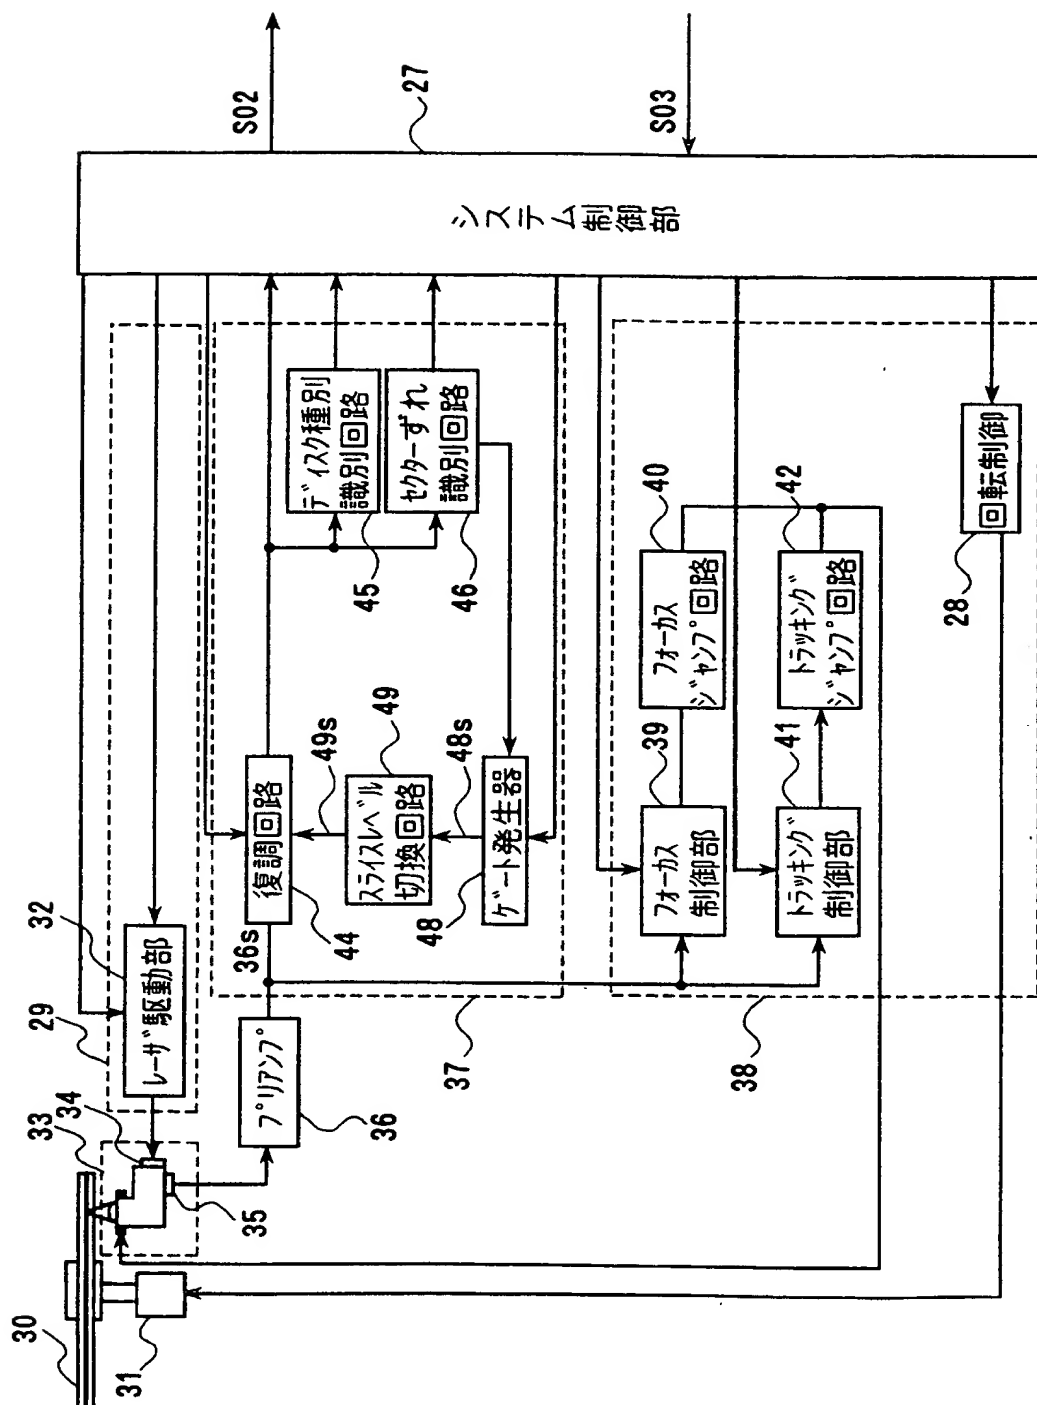 30
31
33
34
35
29
32
レーザ駆動部
プリアンプ
36
36s
復調回路
44
49s
スライスレベル
切換回路
49
48s
48
ゲート発生器
ディスク種別
識別回路
45
セクターずれ
識別回路
46
37
フォーカス
制御部
39
フォーカス
ジャンプ回路
40
トラッキング
制御部
41
トラッキング
ジャンプ回路
42
38
回転制御
28
システム制御部
27
S02
S03